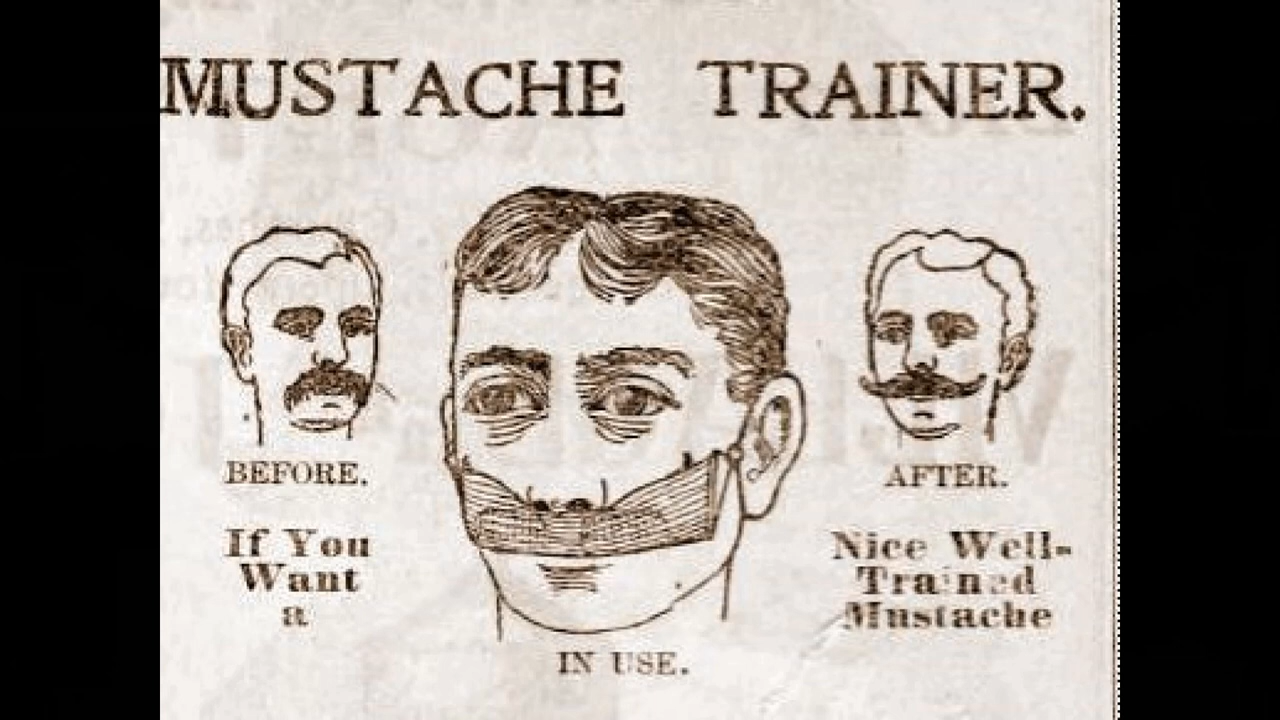 MUSTACHE TRAINER.
BEFORE.
If You
Want
a
IN USE.
AFTER.
Nice Well-
Trained
Mustache